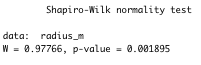 Shapiro-Wilk normality test
data: radius_m
W = 0.97766, p-value = 0.001895